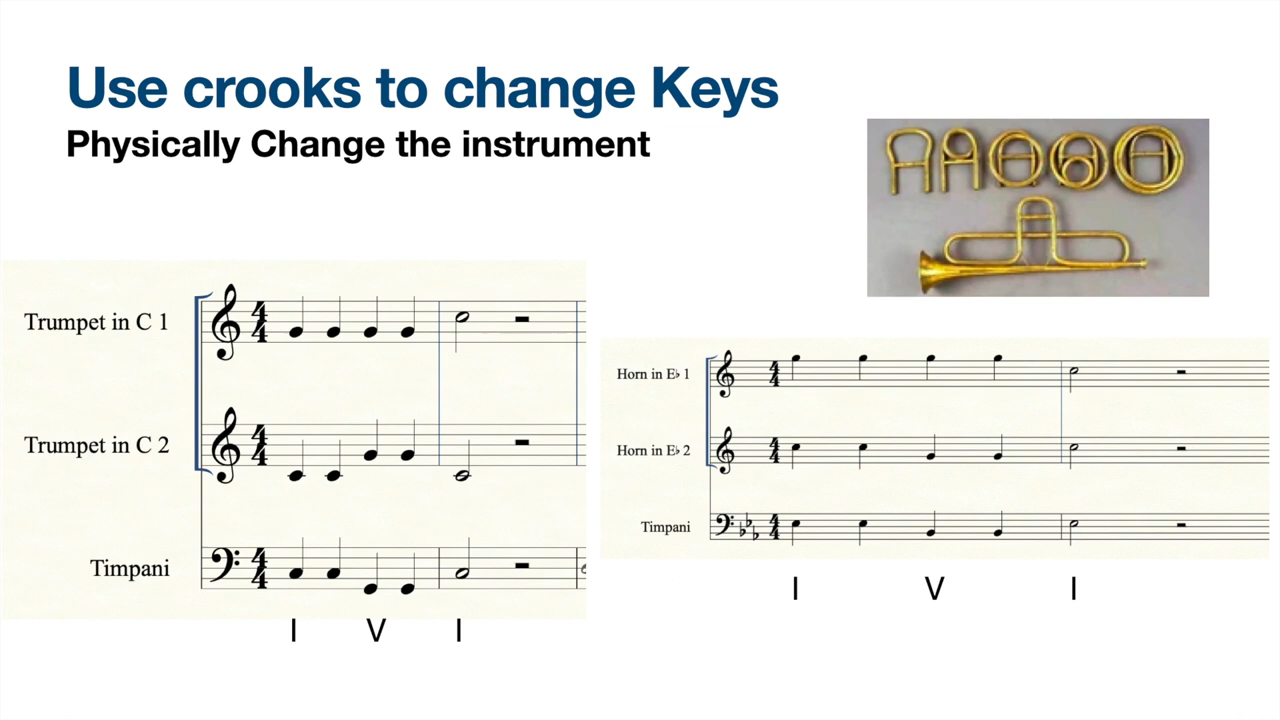 Use crooks to change Keys
Physically Change the instrument
Trumpet in C 1
Trumpet in C 2
Timpani
I V I
Horn in E♭ 1
Horn in E♭ 2
Timpani
I V I